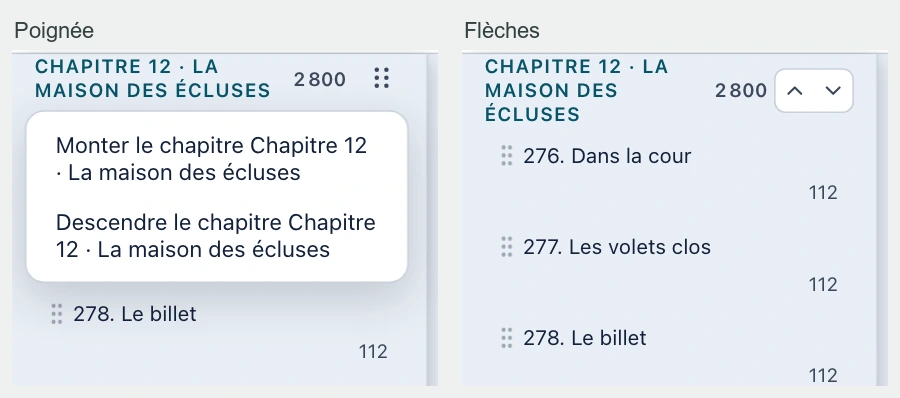 Poignée
CHAPITRE 12 · LA
MAISON DES ÉCLUSES
2 800
Monter le chapitre Chapitre 12
· La maison des écluses
Descendre le chapitre Chapitre
12 · La maison des écluses
278. Le billet
112
Flèches
CHAPITRE 12 · LA
MAISON DES
ÉCLUSES
2 800
276. Dans la cour
112
277. Les volets clos
112
278. Le billet
112